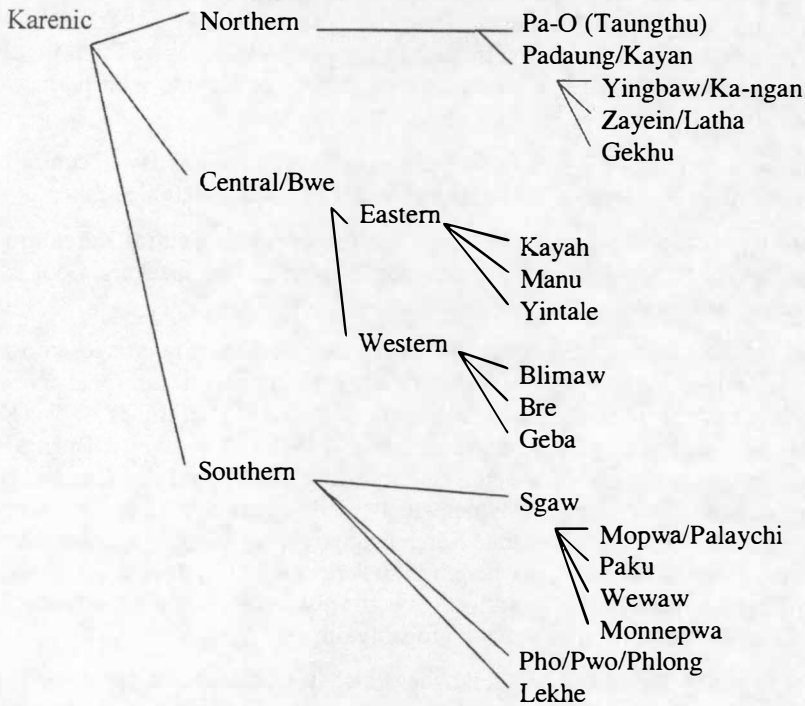 Karenic
Northern
Pa-O (Taungthu)
Padaung/Kayan
Yingbaw/Ka-ngan
Zayein/Latha
Gekhu
Central/Bwe
Eastern
Kayah
Manu
Yintale
Western
Blimaw
Bre
Geba
Southern
Sgaw
Mopwa/Palaychi
Paku
Wewaw
Monnepwa
Pho/Pwo/Phlong
Lekhe